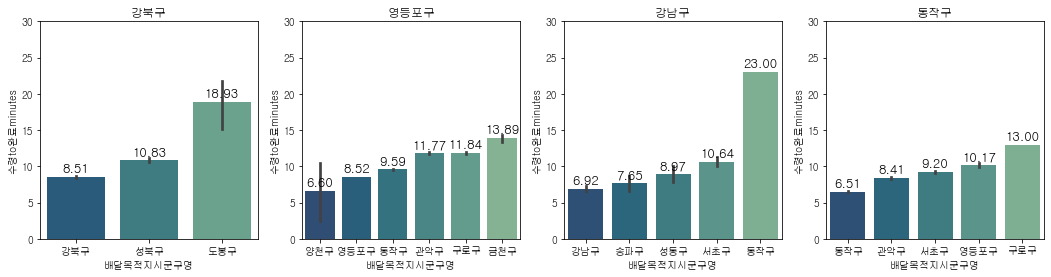 강북구
30
25
20
15
10
5
0
수령to완료minutes
8.51
10.83
18.93
강북구 성북구 도봉구
배달목적지시군구명
영등포구
30
25
20
15
10
5
0
수령to완료minutes
6.60
8.52
9.59
11.77
11.84
13.89
양천구 영등포구 동작구 관악구 구로구 금천구
배달목적지시군구명
강남구
30
25
20
15
10
5
0
수령to완료minutes
6.92
7.65
8.97
10.64
23.00
강남구 송파구 성동구 서초구 동작구
배달목적지시군구명
동작구
30
25
20
15
10
5
0
수령to완료minutes
6.51
8.41
9.20
10.17
13.00
동작구 관악구 서초구 영등포구 구로구
배달목적지시군구명